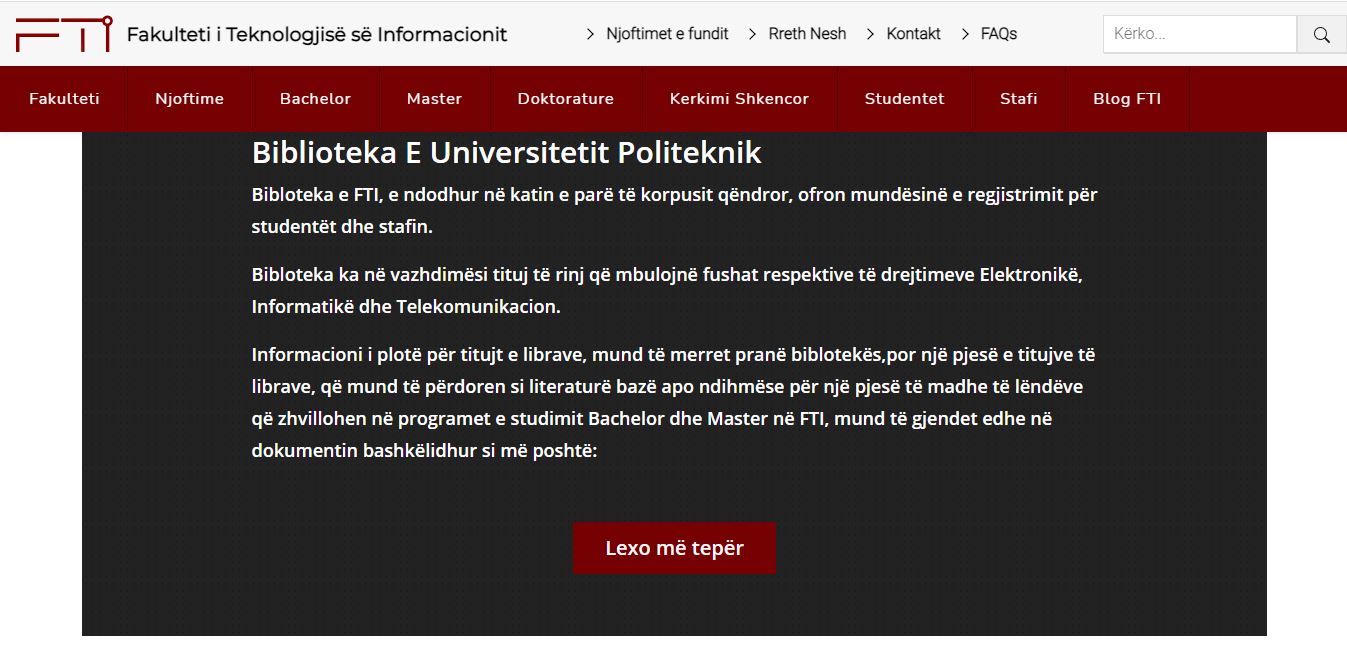 FTI Fakulteti i Teknologjisë së Informacionit
Njoftimet e fundit
Rreth Nesh
Kontakt
FAQs
Kërko...
Fakulteti
Njoftime
Bachelor
Master
Doktorature
Kerkimi Shkencor
Studentet
Stafi
Blog FTI
Biblioteka E Universitetit Politeknik
Bibloteka e FTI, e ndodhur në katin e parë të korpusit qëndror, ofron mundësinë e regjistrimit për
studentët dhe stafin.
Bibloteka ka në vazhdimësi tituj të rinj që mbulojnë fushat respektive të drejtimeve Elektronikë,
Informatikë dhe Telekomunikacion.
Informacioni i plotë për titujt e librave, mund të merret pranë biblotekës,por një pjesë e titujve të
librave, që mund të përdoren si literaturë bazë apo ndihmëse për një pjesë të madhe të lëndëve
që zhvillohen në programet e studimit Bachelor dhe Master në FTI, mund të gjendet edhe në
dokumentin bashkëlidhur si më poshtë:
Lexo më tepër